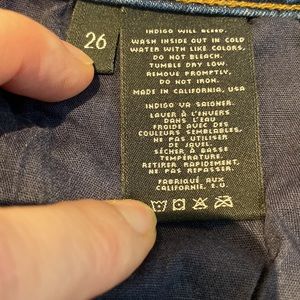 26
INDIGO WILL BLEED.
WASH INSIDE OUT IN COLD
WATER WITH LIKE COLORS.
DO NOT BLEACH.
TUMBLE DRY LOW.
REMOVE PROMPTLY,
DO NOT IRON.
MADE IN CALIFORNIA, USA
INDIGO VA SAIGNER.
LAVER À L'ENVERS
DANS L'EAU
FROIDE AVEC DES
COULEURS SEMBLABLES.
NE PAS UTILISER
DE JAVEL.
SÉCHER À BASSE
TEMPÉRATURE.
RETIRER RAPIDEMENT,
NE PAS REPASSER.
FABRIQUÉ AUX
CALIFORNIE, É.U.